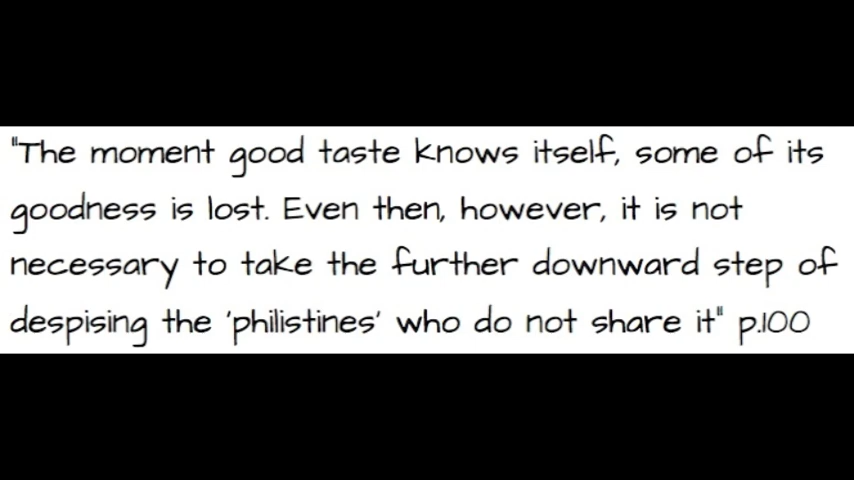 "The moment good taste knows itself, some of its
goodness is lost. Even then, however, it is not
necessary to take the further downward step of
despising the 'philistines' who do not share it" p.100